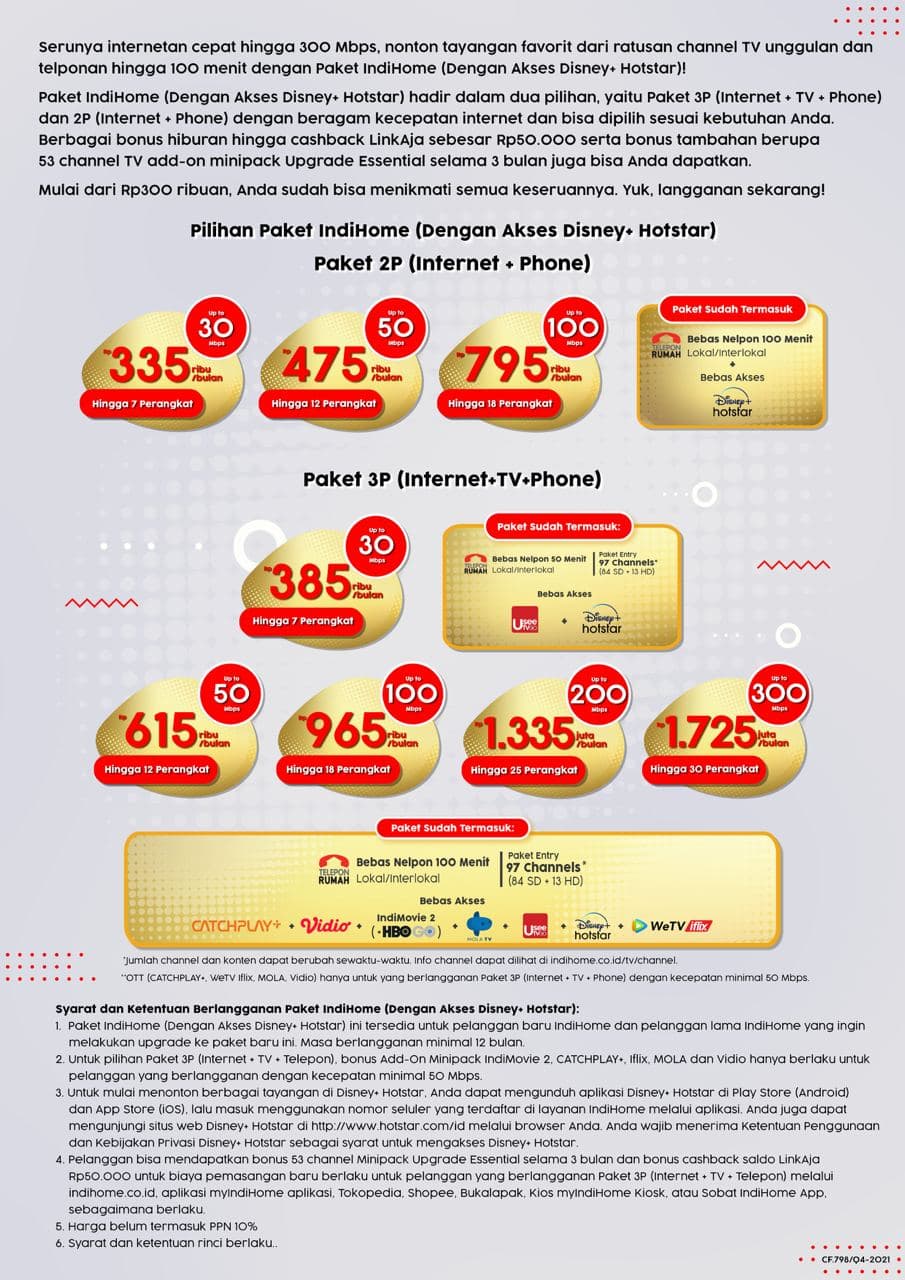 Serunya internetan cepat hingga 300 Mbps, nonton tayangan favorit dari ratusan channel TV unggulan dan
telponan hingga 100 menit dengan Paket IndiHome (Dengan Akses Disney+ Hotstar)!
Paket IndiHome (Dengan Akses Disney+ Hotstar) hadir dalam dua pilihan, yaitu Paket 3P (Internet + TV + Phone)
dan 2P (Internet + Phone) dengan beragam kecepatan internet dan bisa dipilih sesuai kebutuhan Anda.
Berbagai bonus hiburan hingga cashback LinkAja sebesar Rp50.000 serta bonus tambahan berupa
53 channel TV add-on minipack Upgrade Essential selama 3 bulan juga bisa Anda dapatkan.
Mulai dari Rp300 ribuan, Anda sudah bisa menikmati semua keseruannya. Yuk, langganan sekarang!
Pilihan Paket IndiHome (Dengan Akses Disney+ Hotstar)
Paket 2P (Internet + Phone)
Up to
30
Mbps
Rp 335 ribu /bulan
Hingga 7 Perangkat
Up to
50
Mbps
Rp 475 ribu /bulan
Hingga 12 Perangkat
Up to
100
Mbps
Rp 795 ribu /bulan
Hingga 18 Perangkat
Paket Sudah Termasuk
TELEPON
RUMAH
Bebas Nelpon 100 Menit
Lokal/Interlokal
+
Bebas Akses
Disney+
hotstar
Paket 3P (Internet+TV+Phone)
Up to
30
Mbps
Rp 385 ribu /bulan
Hingga 7 Perangkat
Paket Sudah Termasuk:
TELEPON
RUMAH
Bebas Nelpon 50 Menit
Lokal/Interlokal
Paket Entry
97 Channels*
(84 SD + 13 HD)
Bebas Akses
Usee TVGO + Disney+ hotstar
Up to
50
Mbps
Rp 615 ribu /bulan
Hingga 12 Perangkat
Up to
100
Mbps
Rp 965 ribu /bulan
Hingga 18 Perangkat
Up to
200
Mbps
Rp 1.335 juta /bulan
Hingga 25 Perangkat
Up to
300
Mbps
Rp 1.725 juta /bulan
Hingga 30 Perangkat
Paket Sudah Termasuk:
TELEPON
RUMAH
Bebas Nelpon 100 Menit
Lokal/Interlokal
Paket Entry
97 Channels*
(84 SD + 13 HD)
Bebas Akses
CATCHPLAY+ + Vidio + IndiMovie 2 (+HBO GO) + MOLA TV + Usee TVGO + Disney+ hotstar + WeTV iflix
*Jumlah channel dan konten dapat berubah sewaktu-waktu. Info channel dapat dilihat di indihome.co.id/tv/channel.
**OTT (CATCHPLAY+, WeTV Iflix, MOLA, Vidio) hanya untuk yang berlangganan Paket 3P (Internet + TV + Phone) dengan kecepatan minimal 50 Mbps.
Syarat dan Ketentuan Berlangganan Paket IndiHome (Dengan Akses Disney+ Hotstar):
1. Paket IndiHome (Dengan Akses Disney+ Hotstar) ini tersedia untuk pelanggan baru IndiHome dan pelanggan lama IndiHome yang ingin
melakukan upgrade ke paket baru ini. Masa berlangganan minimal 12 bulan.
2. Untuk pilihan Paket 3P (Internet + TV + Telepon), bonus Add-On Minipack IndiMovie 2, CATCHPLAY+, Iflix, MOLA dan Vidio hanya berlaku untuk
pelanggan yang berlangganan dengan kecepatan minimal 50 Mbps.
3. Untuk mulai menonton berbagai tayangan di Disney+ Hotstar, Anda dapat mengunduh aplikasi Disney+ Hotstar di Play Store (Android)
dan App Store (iOS), lalu masuk menggunakan nomor seluler yang terdaftar di layanan IndiHome melalui aplikasi. Anda juga dapat
mengunjungi situs web Disney+ Hotstar di http://www.hotstar.com/id melalui browser Anda. Anda wajib menerima Ketentuan Penggunaan
dan Kebijakan Privasi Disney+ Hotstar sebagai syarat untuk mengakses Disney+ Hotstar.
4. Pelanggan bisa mendapatkan bonus 53 channel Minipack Upgrade Essential selama 3 bulan dan bonus cashback saldo LinkAja
Rp50.000 untuk biaya pemasangan baru berlaku untuk pelanggan yang berlangganan Paket 3P (Internet + TV + Telepon) melalui
indihome.co.id, aplikasi myIndiHome aplikasi, Tokopedia, Shopee, Bukalapak, Kios myIndiHome Kiosk, atau Sobat IndiHome App,
sebagaimana berlaku.
5. Harga belum termasuk PPN 10%
6. Syarat dan ketentuan rinci berlaku..
CF.798/Q4-2021